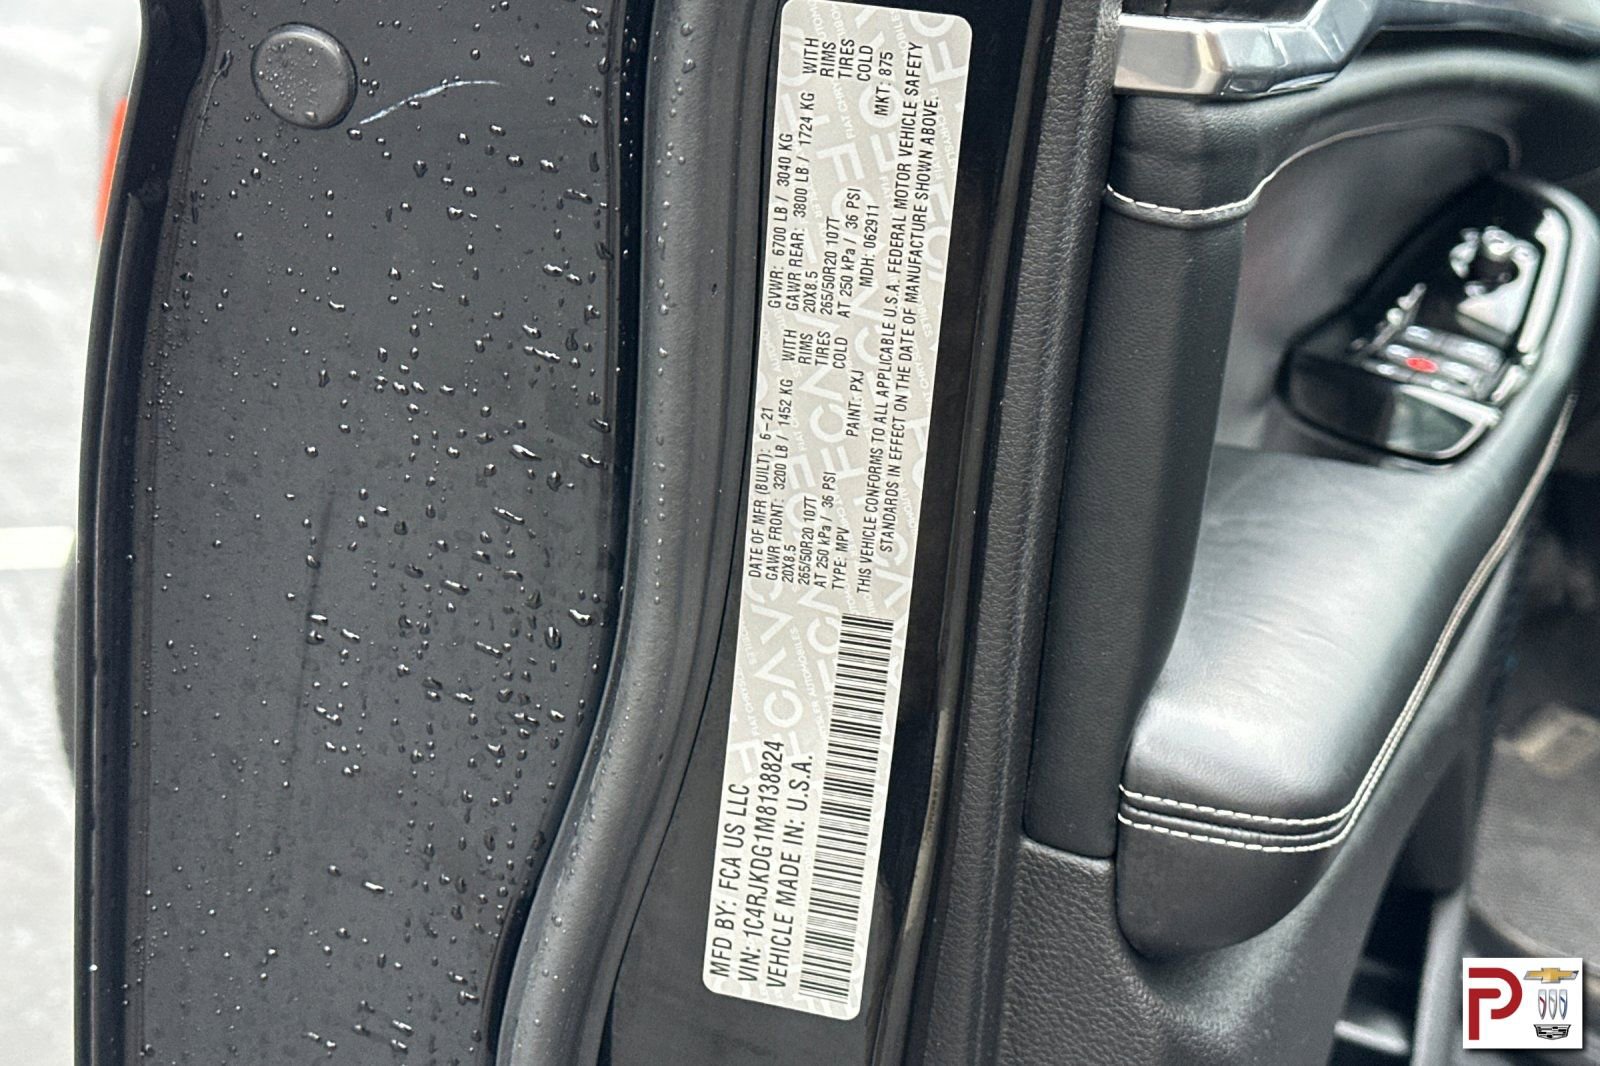 MFD BY: FCA US LLC
VIN: 1C4RJKDG1M8138824
VEHICLE MADE IN: U.S.A.
DATE OF MFR (BUILT): 6-21 GVWR: 6700 LB / 3040 KG
GAWR FRONT: 3200 LB / 1452 KG WITH GAWR REAR: 3800 LB / 1724 KG WITH
20X8.5 RIMS 20X8.5 RIMS
265/50R20 107T TIRES 265/50R20 107T TIRES
AT 250 kPa / 36 PSI COLD AT 250 kPa / 36 PSI COLD
TYPE: MPV PAINT: PXJ MDH: 062911 MKT: 875
THIS VEHICLE CONFORMS TO ALL APPLICABLE U.S.A. FEDERAL MOTOR VEHICLE SAFETY
STANDARDS IN EFFECT ON THE DATE OF MANUFACTURE SHOWN ABOVE.
P